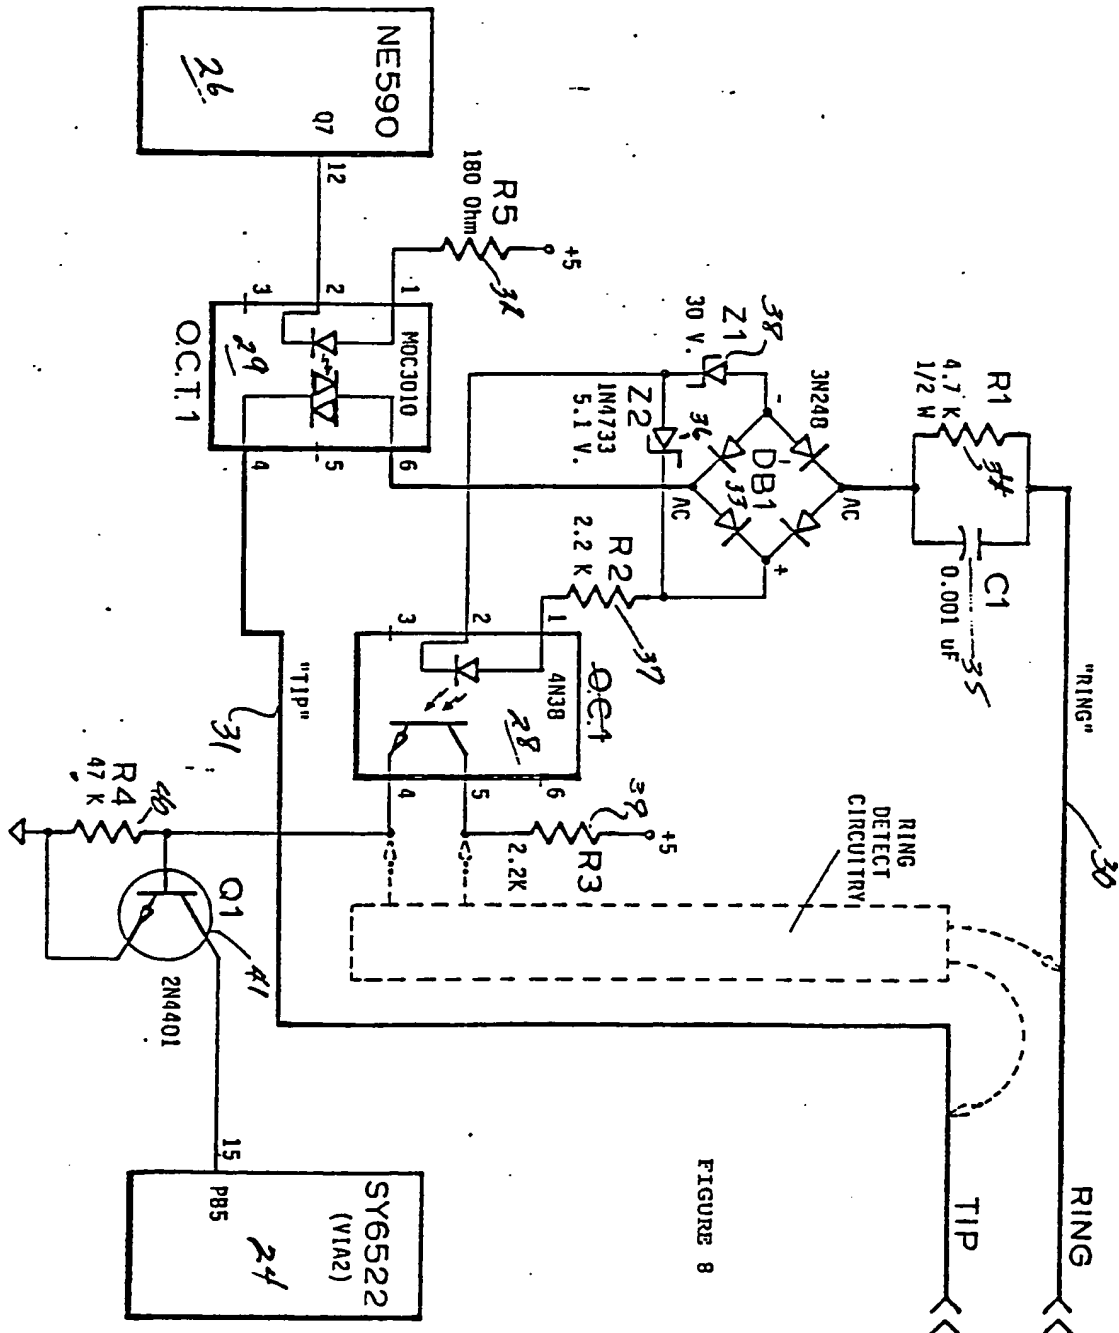 NE590
26
Q7
12
R5
180 Ohm
+5
32
3
2
1
MOC3010
29
O.C.T.1
4
5
6
38
Z1
30 V.
Z2
1N4733
5.1 V.
36
3N248
-
DB1
33
AC
AC
+
R1
4.7 K
1/2 W
34
C1
0.001 uF
35
R2
2.2 K
37
"RING"
30
3
2
1
4N38
28
O.C.1
4
5
6
"TIP"
31
R4
47 K
40
39
+5
R3
2.2K
RING
DETECT
CIRCUITRY
Q1
41
2N4401
15
PB5
SY6522
(VIA2)
24
FIGURE 8
TIP
RING